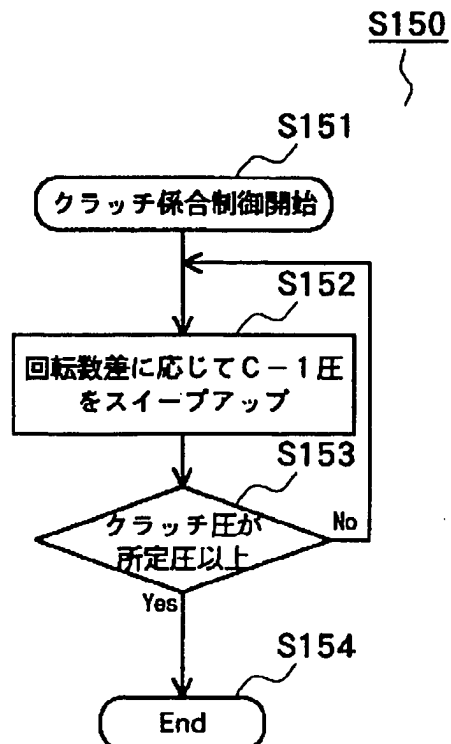 S150
S151
クラッチ係合制御開始
S152
回転数差に応じてC-1圧
をスイープアップ
S153
クラッチ圧が
所定圧以上
No
Yes
S154
End